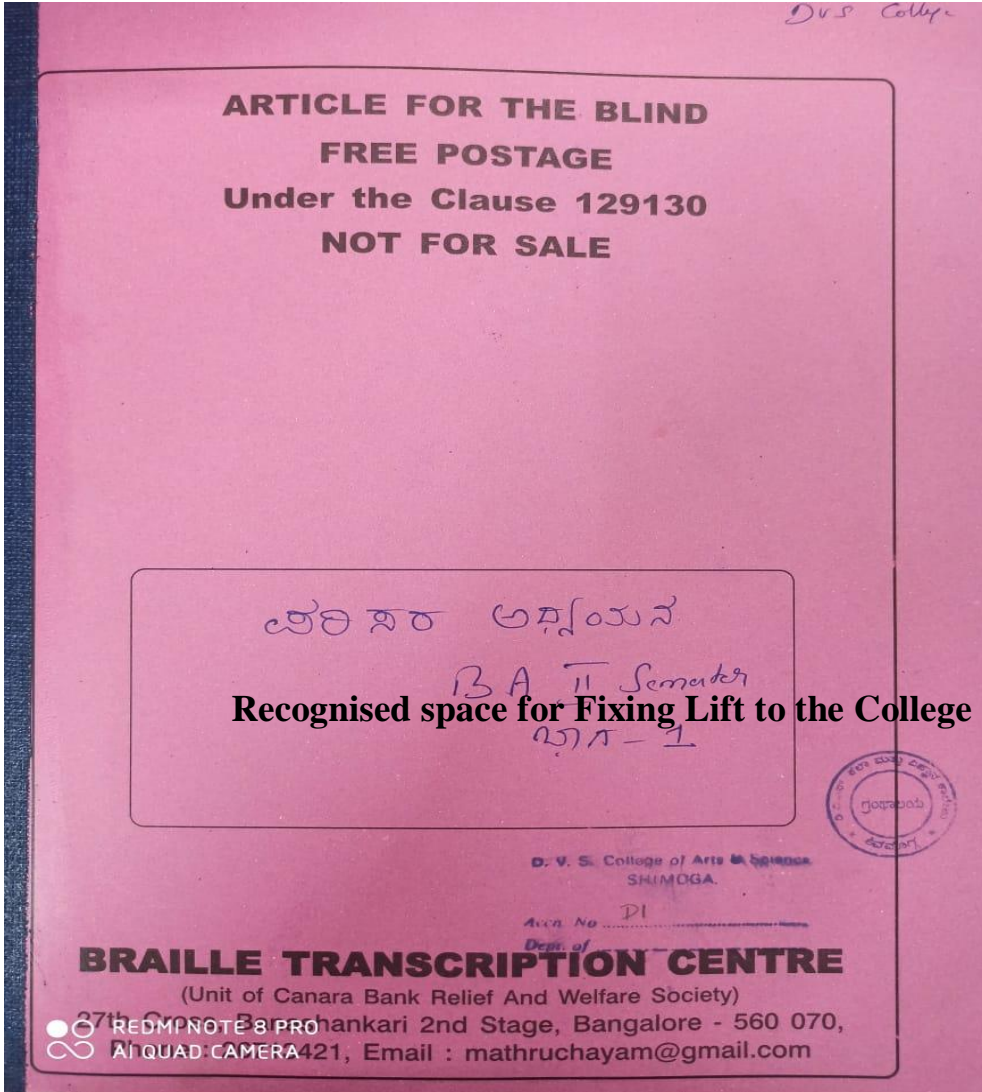 DVS College
ARTICLE FOR THE BLIND
FREE POSTAGE
Under the Clause 129130
NOT FOR SALE
ಪರಿಸರ ಅಧ್ಯಯನ
BA II Semester
Recognised space for Fixing Lift to the College
ಭಾಗ - 1
ಗ್ರಂಥಾಲಯ
D. V. S. College of Arts & Science
SHIMOGA.
Accn. No D1
Dept. of
BRAILLE TRANSCRIPTION CENTRE
(Unit of Canara Bank Relief And Welfare Society)
27th 2nd Stage, Bangalore - 560 070,
REDMI NOTE 8 PRO
421, Email : mathruchayam@gmail.com
AI QUAD CAMERA